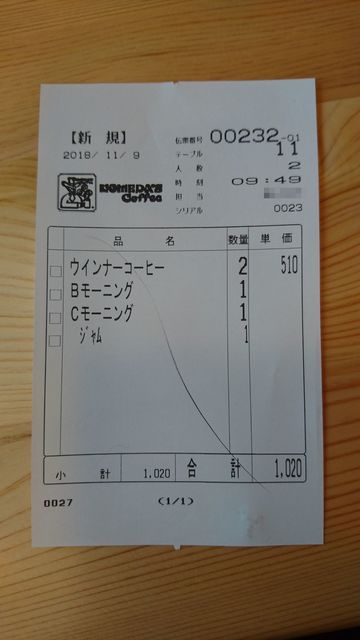 【新 規】 伝票番号 00232-01
2018/11/9 テーブル 11
人 数 2
時 刻 09:49
KOMEDA'S Coffee 担 当
シリアル 0023
品 名 数量 単価
ウインナーコーヒー 2 510
Bモーニング 1
Cモーニング 1
ジャム 1
小 計 1,020 合 計 1,020
0027 (1/1)